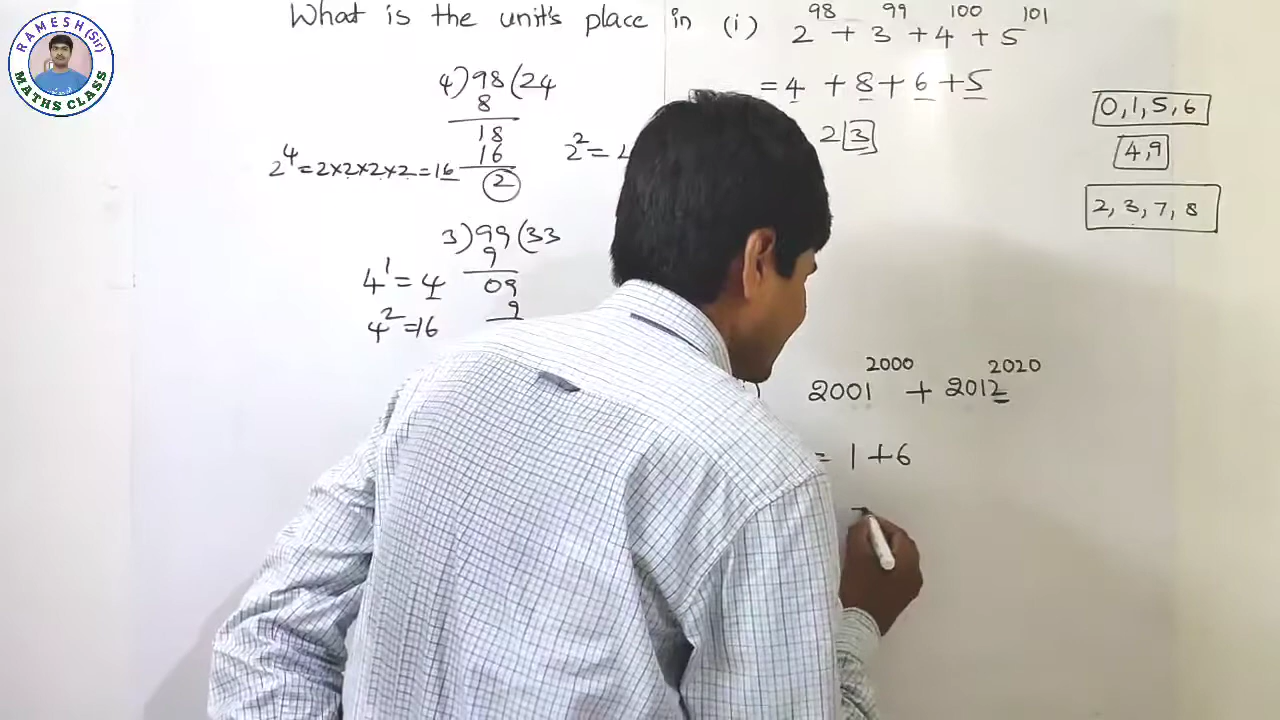 RAMESH (Sir)
MATHS CLASS
What is the unit's place in (i) 2^98 + 3^99 + 4^100 + 5^101
= 4 + 8 + 6 + 5
23
4)98(24
8
18
16
2
2^4 = 2×2×2×2 = 16
2^2 =
3)99(33
9
09
9
4^1 = 4
4^2 = 16
0, 1, 5, 6
4, 9
2, 3, 7, 8
2001^2000 + 2012^2020
= 1 + 6